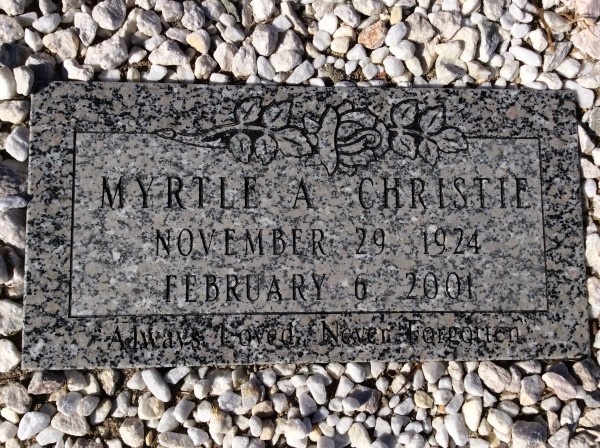 MYRTLE A CHRISTIE
NOVEMBER 29 1924
FEBRUARY 6 2001
Always Loved, Never Forgotten